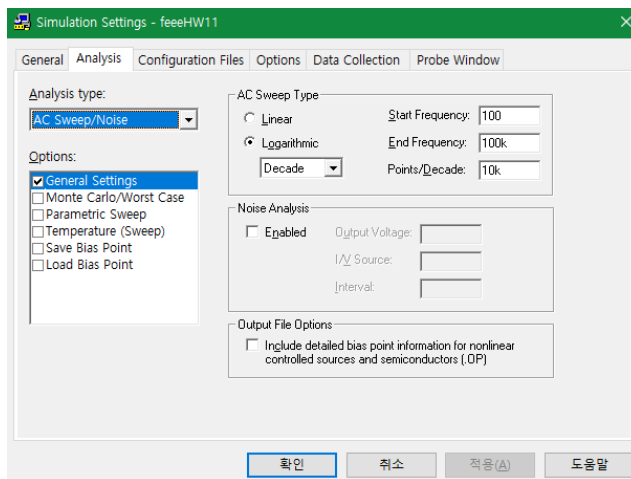 Simulation Settings - feeeHW11
General Analysis Configuration Files Options Data Collection Probe Window
Analysis type:
AC Sweep/Noise
Options:
General Settings
Monte Carlo/Worst Case
Parametric Sweep
Temperature (Sweep)
Save Bias Point
Load Bias Point
AC Sweep Type
Linear
Logarithmic
Decade
Start Frequency: 100
End Frequency: 100k
Points/Decade: 10k
Noise Analysis
Enabled
Output Voltage:
I/V Source:
Interval:
Output File Options
Include detailed bias point information for nonlinear
controlled sources and semiconductors (.OP)
확인 취소 적용(A) 도움말